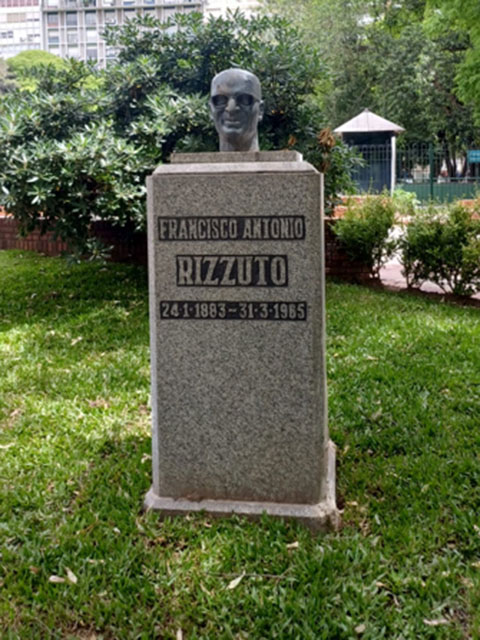 FRANCISCO ANTONIO
RIZZUTO
24·1·1883-31·3·1965